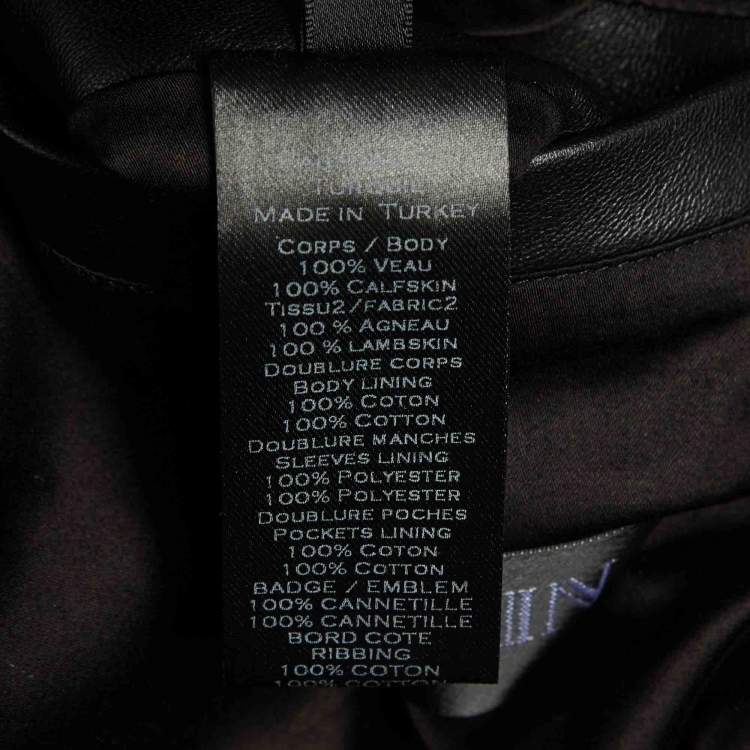 MADE IN TURKEY
CORPS / BODY
100% VEAU
100% CALFSKIN
TISSU2/FABRIC2
100 % AGNEAU
100 % LAMBSKIN
DOUBLURE CORPS
BODY LINING
100% COTON
100% COTTON
DOUBLURE MANCHES
SLEEVES LINING
100% POLYESTER
100% POLYESTER
DOUBLURE POCHES
POCKETS LINING
100% COTON
100% COTTON
BADGE / EMBLEM
100% CANNETILLE
100% CANNETILLE
BORD COTE
RIBBING
100% COTON
100% COTTON